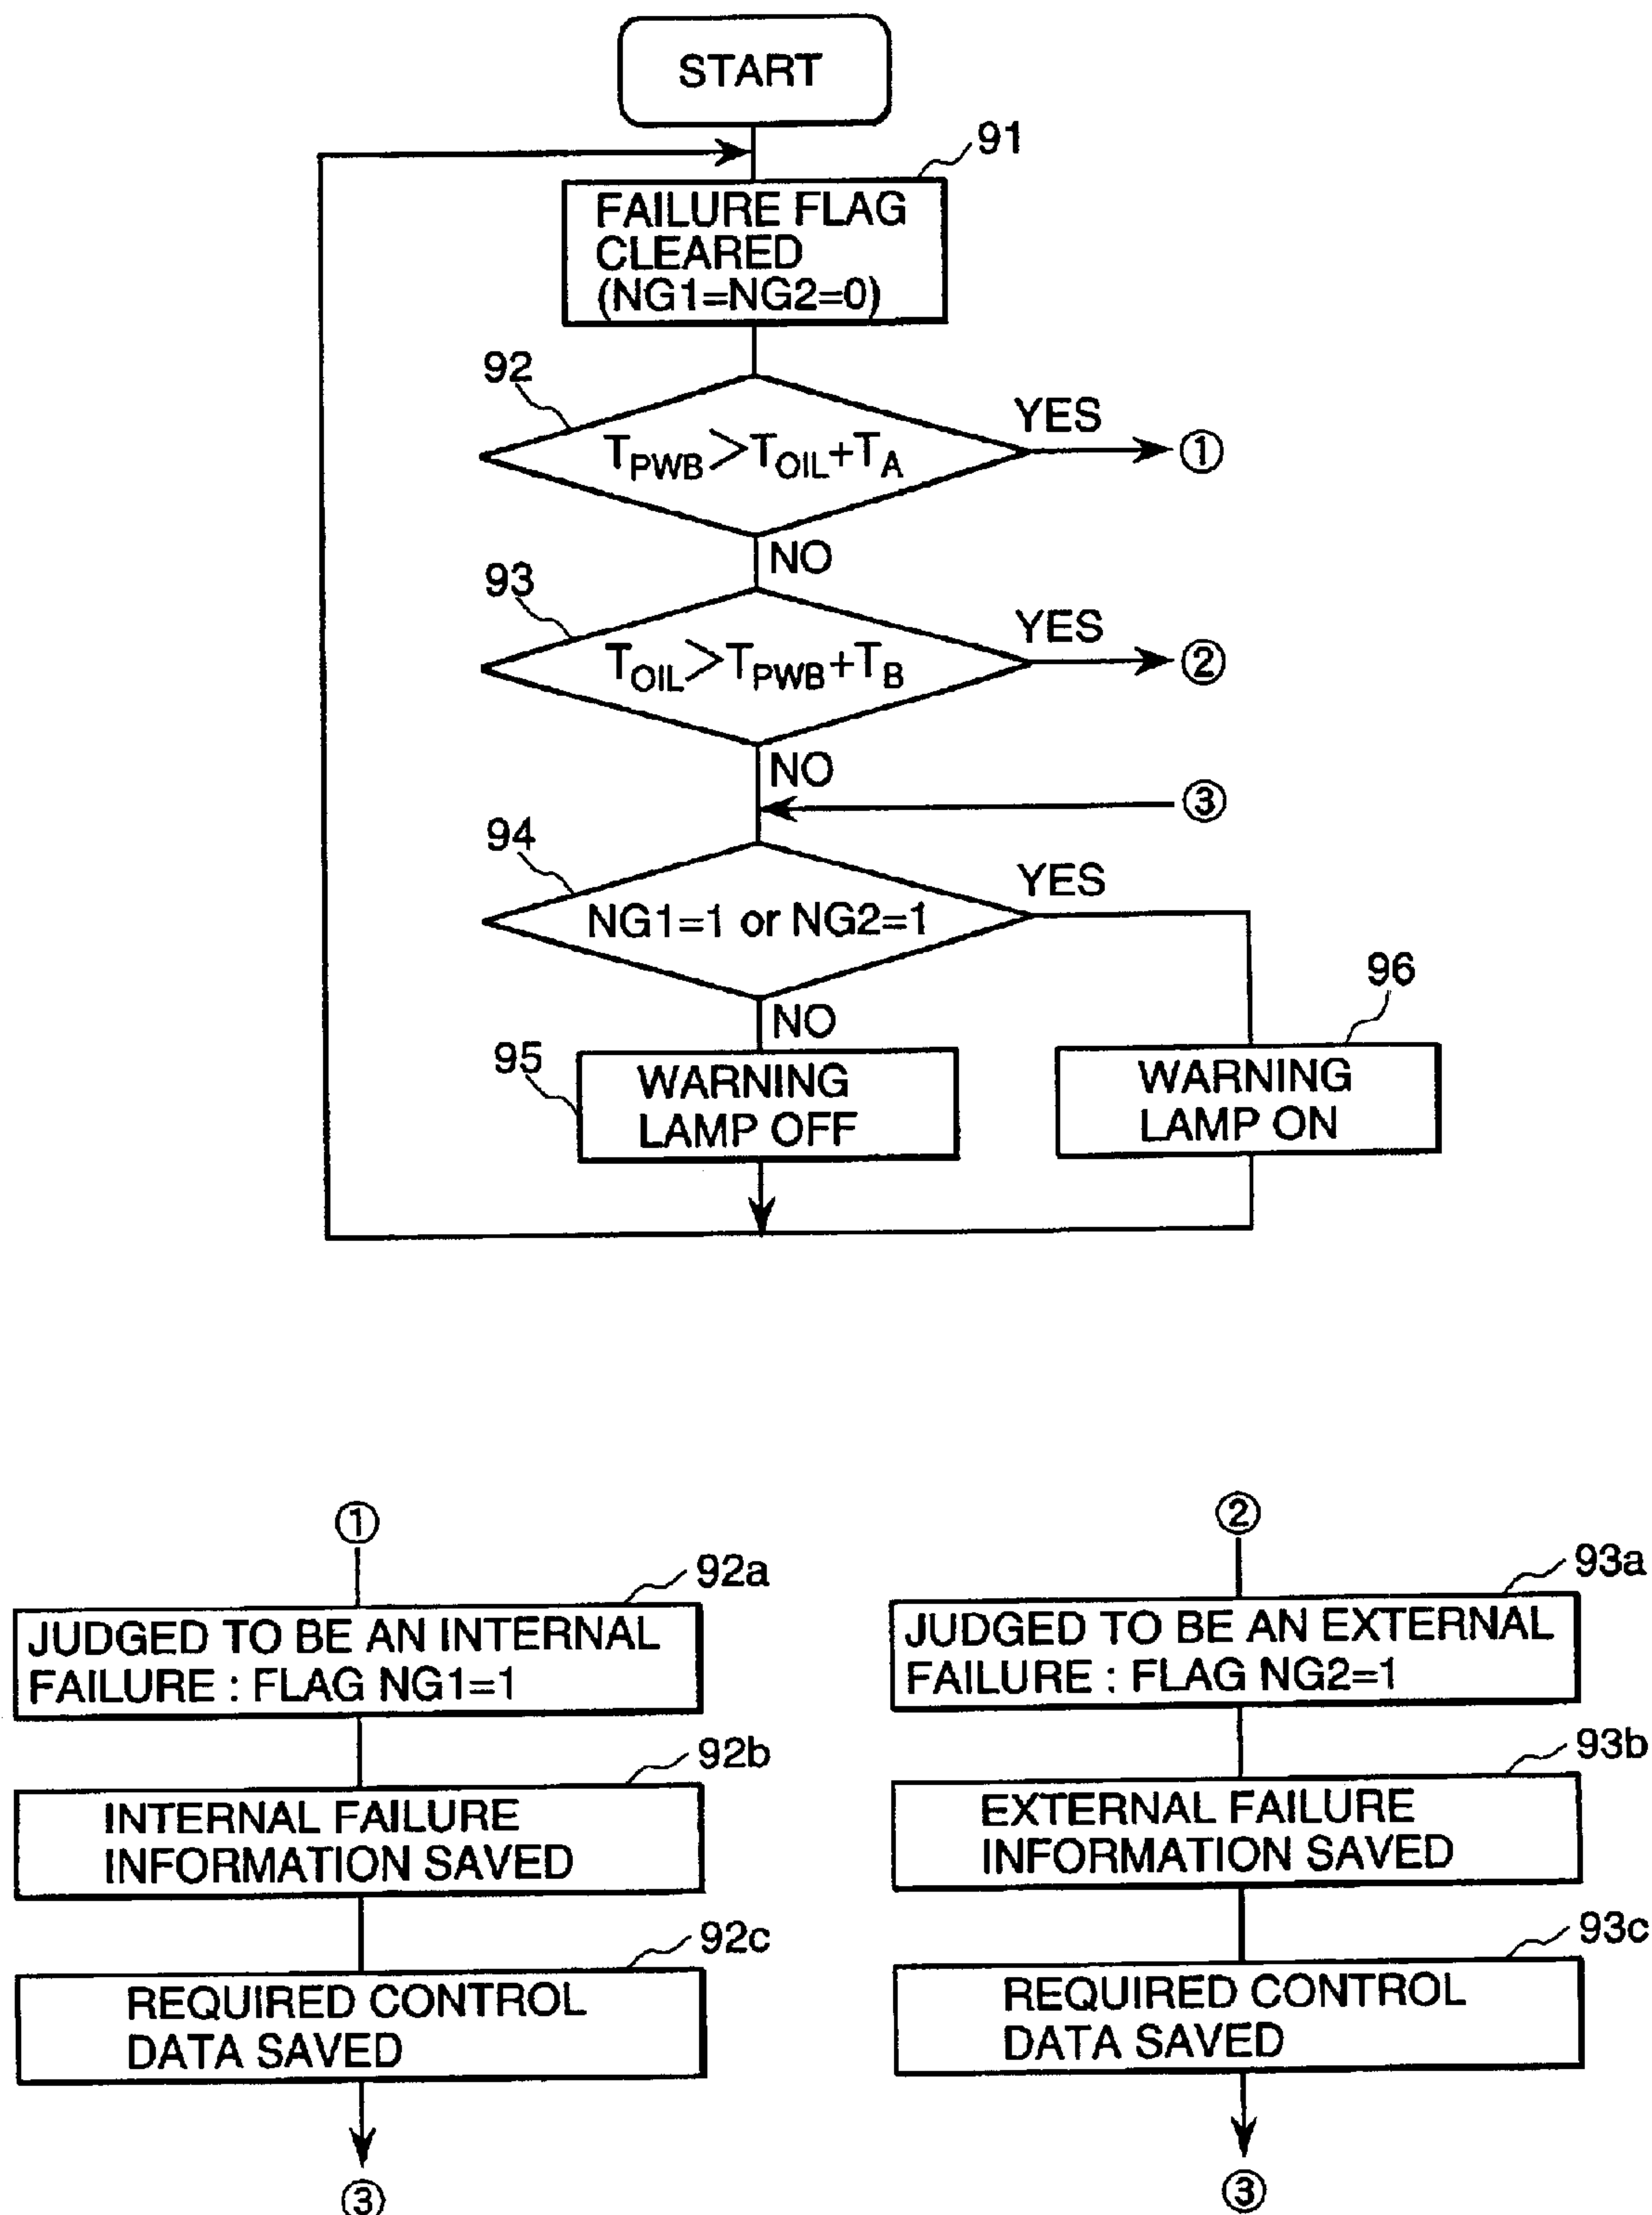 START
91
FAILURE FLAG
CLEARED
(NG1=NG2=0)
92
YES
TPWB>TOIL+TA
①
NO
93
YES
TOIL>TPWB+TB
②
NO
③
94
YES
NG1=1 or NG2=1
96
NO
95
WARNING
LAMP OFF
WARNING
LAMP ON
①
92a
JUDGED TO BE AN INTERNAL
FAILURE : FLAG NG1=1
92b
INTERNAL FAILURE
INFORMATION SAVED
92c
REQUIRED CONTROL
DATA SAVED
③
②
93a
JUDGED TO BE AN EXTERNAL
FAILURE : FLAG NG2=1
93b
EXTERNAL FAILURE
INFORMATION SAVED
93c
REQUIRED CONTROL
DATA SAVED
③